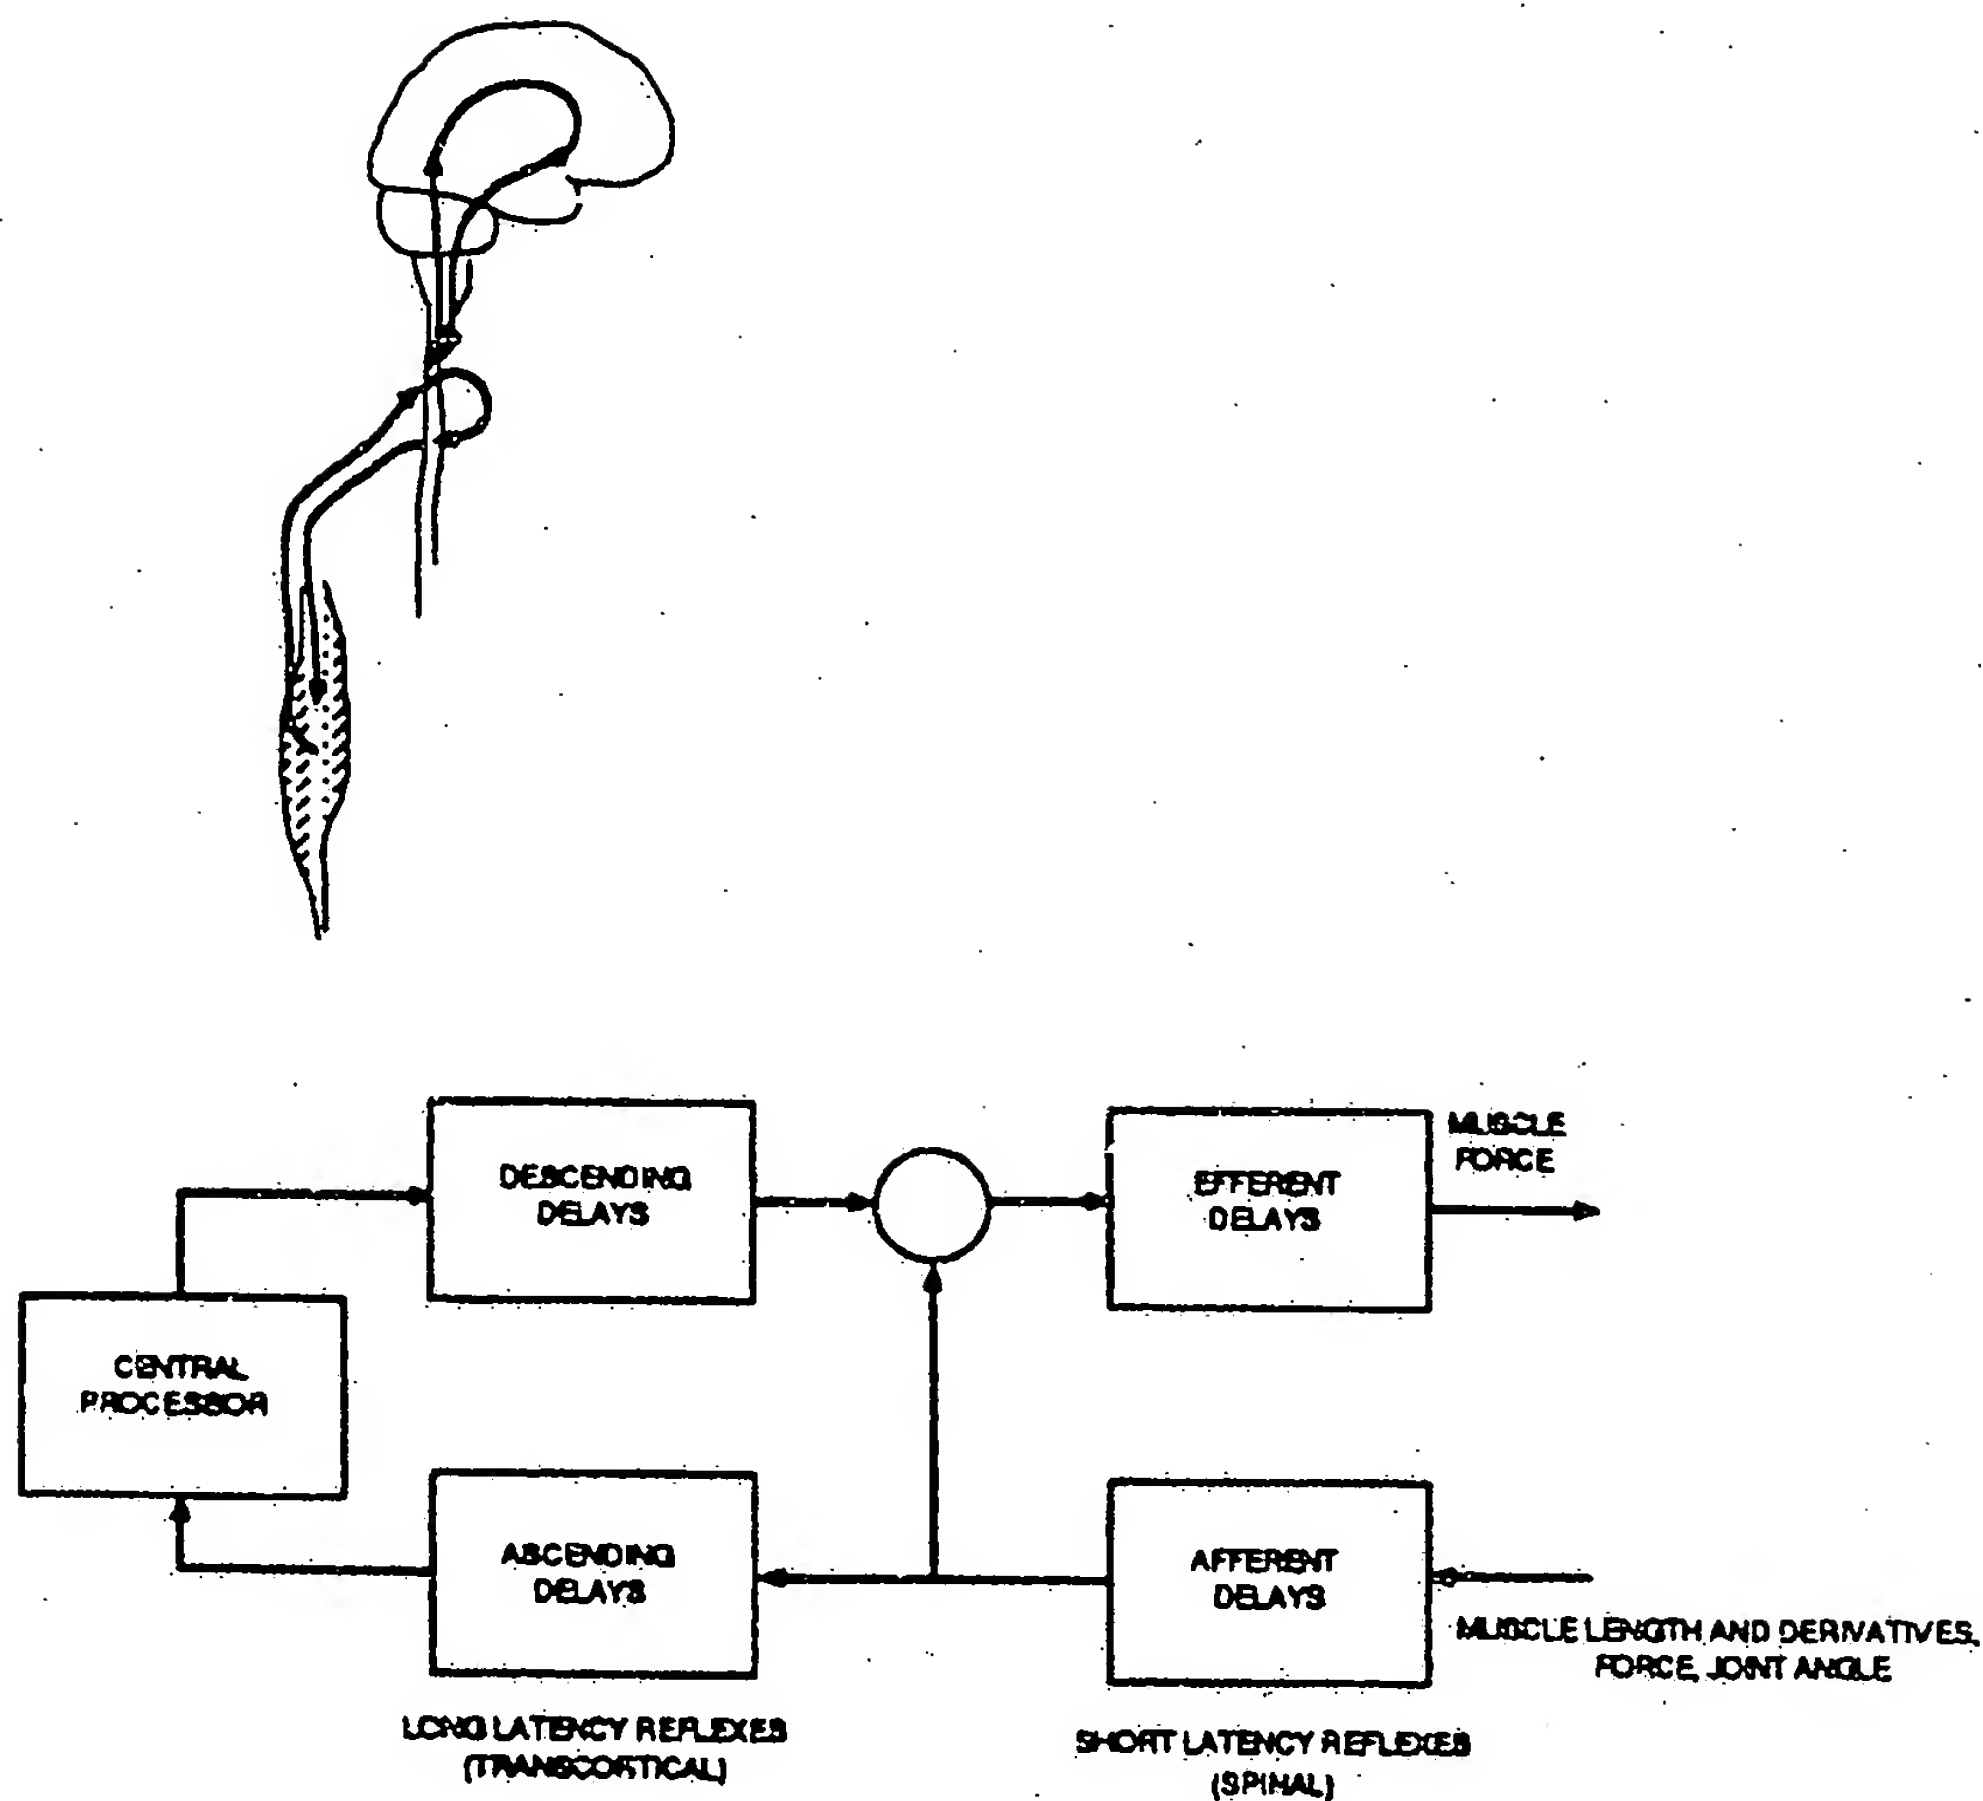 DESCENDING
DELAYS
EFFERENT
DELAYS
MUSCLE
FORCE
CENTRAL
PROCESSOR
ASCENDING
DELAYS
AFFERENT
DELAYS
MUSCLE LENGTH AND DERIVATIVES,
FORCE, JOINT ANGLE
LONG LATENCY REFLEXES
(TRANSCORTICAL)
SHORT LATENCY REFLEXES
(SPINAL)